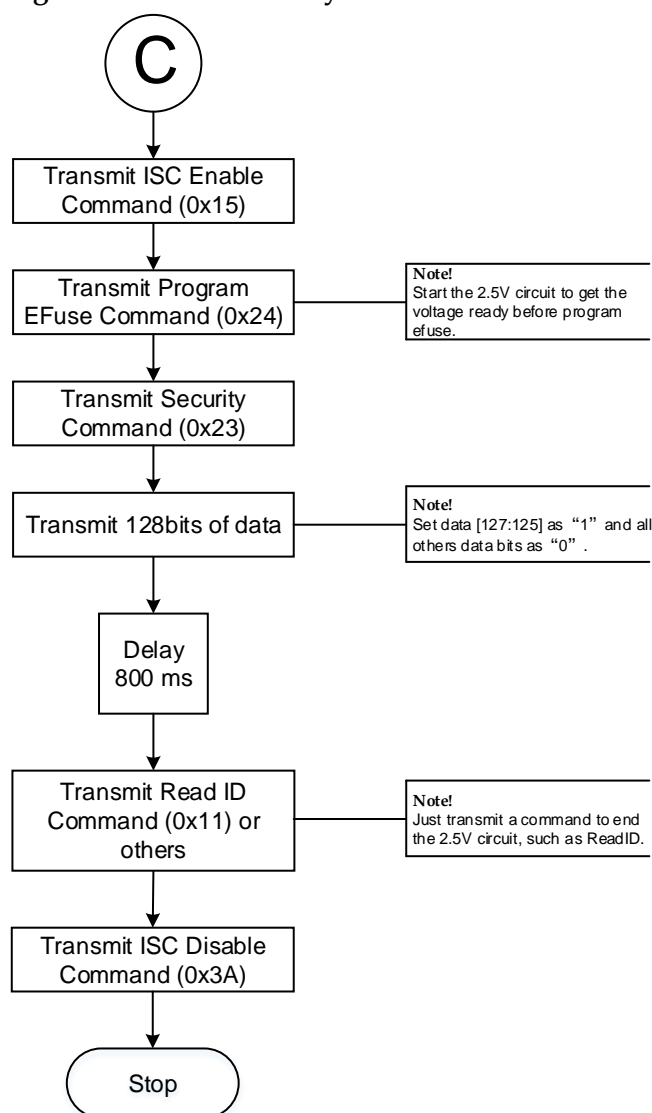 C
Transmit ISC Enable
Command (0x15)
Transmit Program
EFuse Command (0x24)
Note!
Start the 2.5V circuit to get the
voltage ready before program
efuse.
Transmit Security
Command (0x23)
Transmit 128bits of data
Note!
Set data [127:125] as “1” and all
others data bits as “0” .
Delay
800 ms
Transmit Read ID
Command (0x11) or
others
Note!
Just transmit a command to end
the 2.5V circuit, such as ReadID.
Transmit ISC Disable
Command (0x3A)
Stop